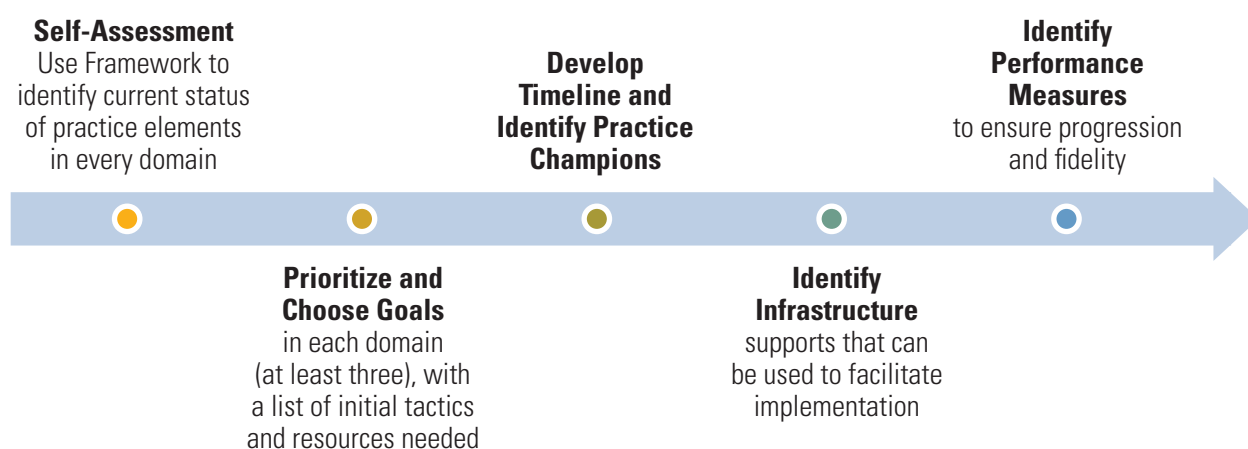 Self-Assessment
Use Framework to
identify current status
of practice elements
in every domain
Prioritize and
Choose Goals
in each domain
(at least three), with
a list of initial tactics
and resources needed
Develop
Timeline and
Identify Practice
Champions
Identify
Infrastructure
supports that can
be used to facilitate
implementation
Identify
Performance
Measures
to ensure progression
and fidelity